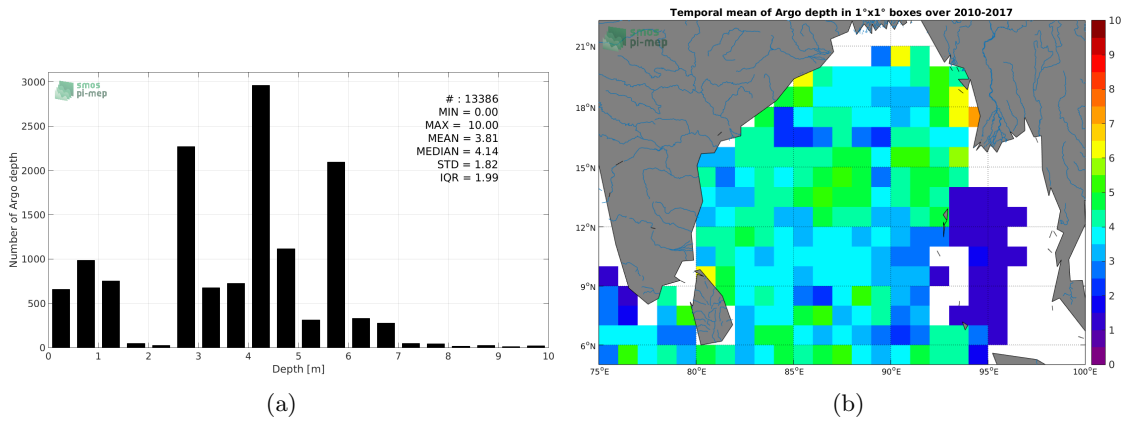 smos
pi-mep
# : 13386
MIN = 0.00
MAX = 10.00
MEAN = 3.81
MEDIAN = 4.14
STD = 1.82
IQR = 1.99
Number of Argo depth
3000
2500
2000
1500
1000
500
0
0 1 2 3 4 5 6 7 8 9 10
Depth [m]
(a)
Temporal mean of Argo depth in 1°x1° boxes over 2010-2017
smos
pi-mep
21°N
18°N
15°N
12°N
9°N
6°N
75°E 80°E 85°E 90°E 95°E 100°E
10
9
8
7
6
5
4
3
2
1
0
(b)